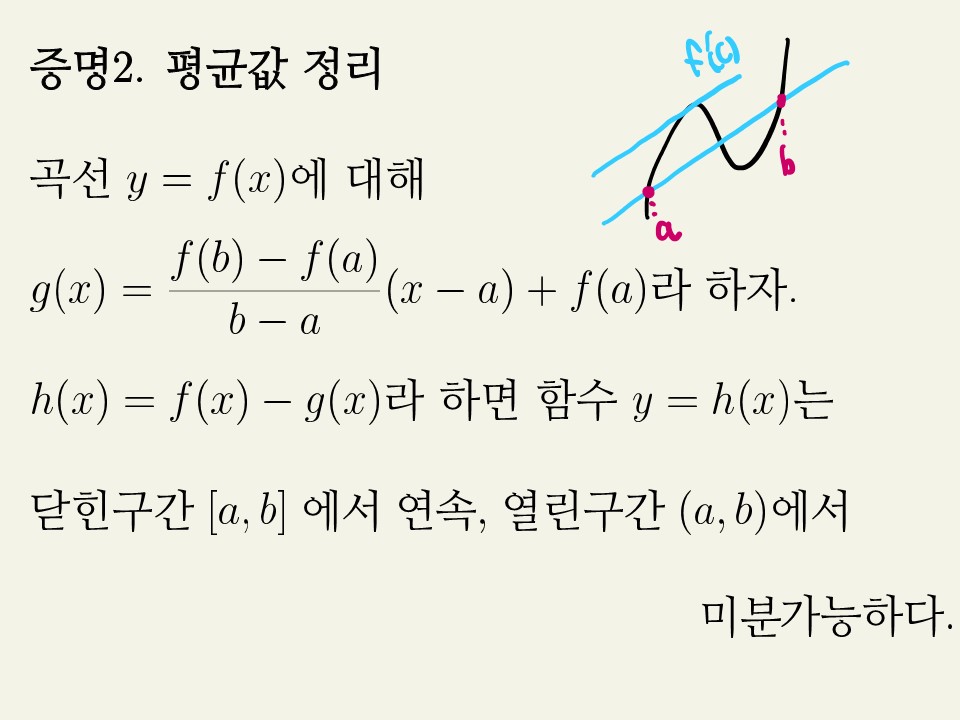 증명2. 평균값 정리
f'(c)
b
a
곡선 y = f(x)에 대해
g(x) = \frac{f(b) − f(a)}{b − a}(x − a) + f(a)라 하자.
h(x) = f(x) − g(x)라 하면 함수 y = h(x)는
닫힌구간 [a, b] 에서 연속, 열린구간 (a, b)에서
미분가능하다.